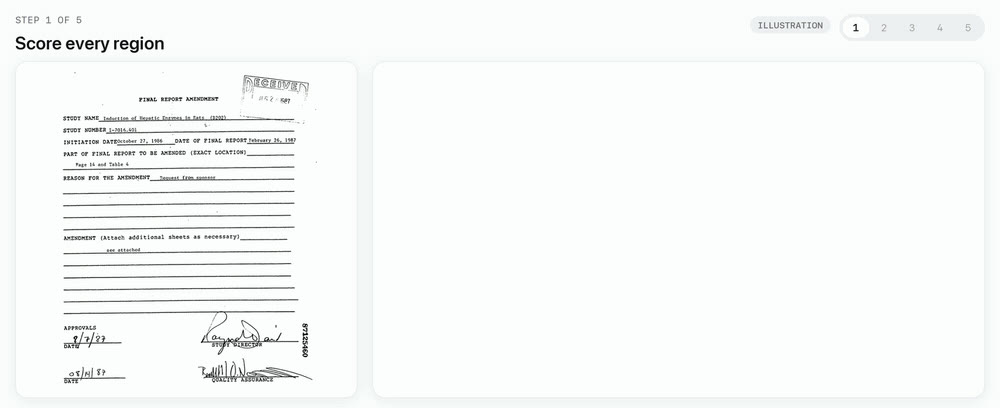 STEP 1 OF 5
Score every region
ILLUSTRATION
1 2 3 4 5
RECEIVED
1987
FINAL REPORT AMENDMENT
STUDY NAME Induction of Hepatic Enzymes in Rats (D202)
STUDY NUMBER 1-7014.401
INITIATION DATE October 27, 1986 DATE OF FINAL REPORT February 26, 1987
PART OF FINAL REPORT TO BE AMENDED (EXACT LOCATION)
Page 14 and Table 4
REASON FOR THE AMENDMENT Request from sponsor
AMENDMENT (Attach additional sheets as necessary)
see attached
APPROVALS
8/7/87
DATE
STUDY DIRECTOR
87125460
08/14/87
DATE
QUALITY ASSURANCE